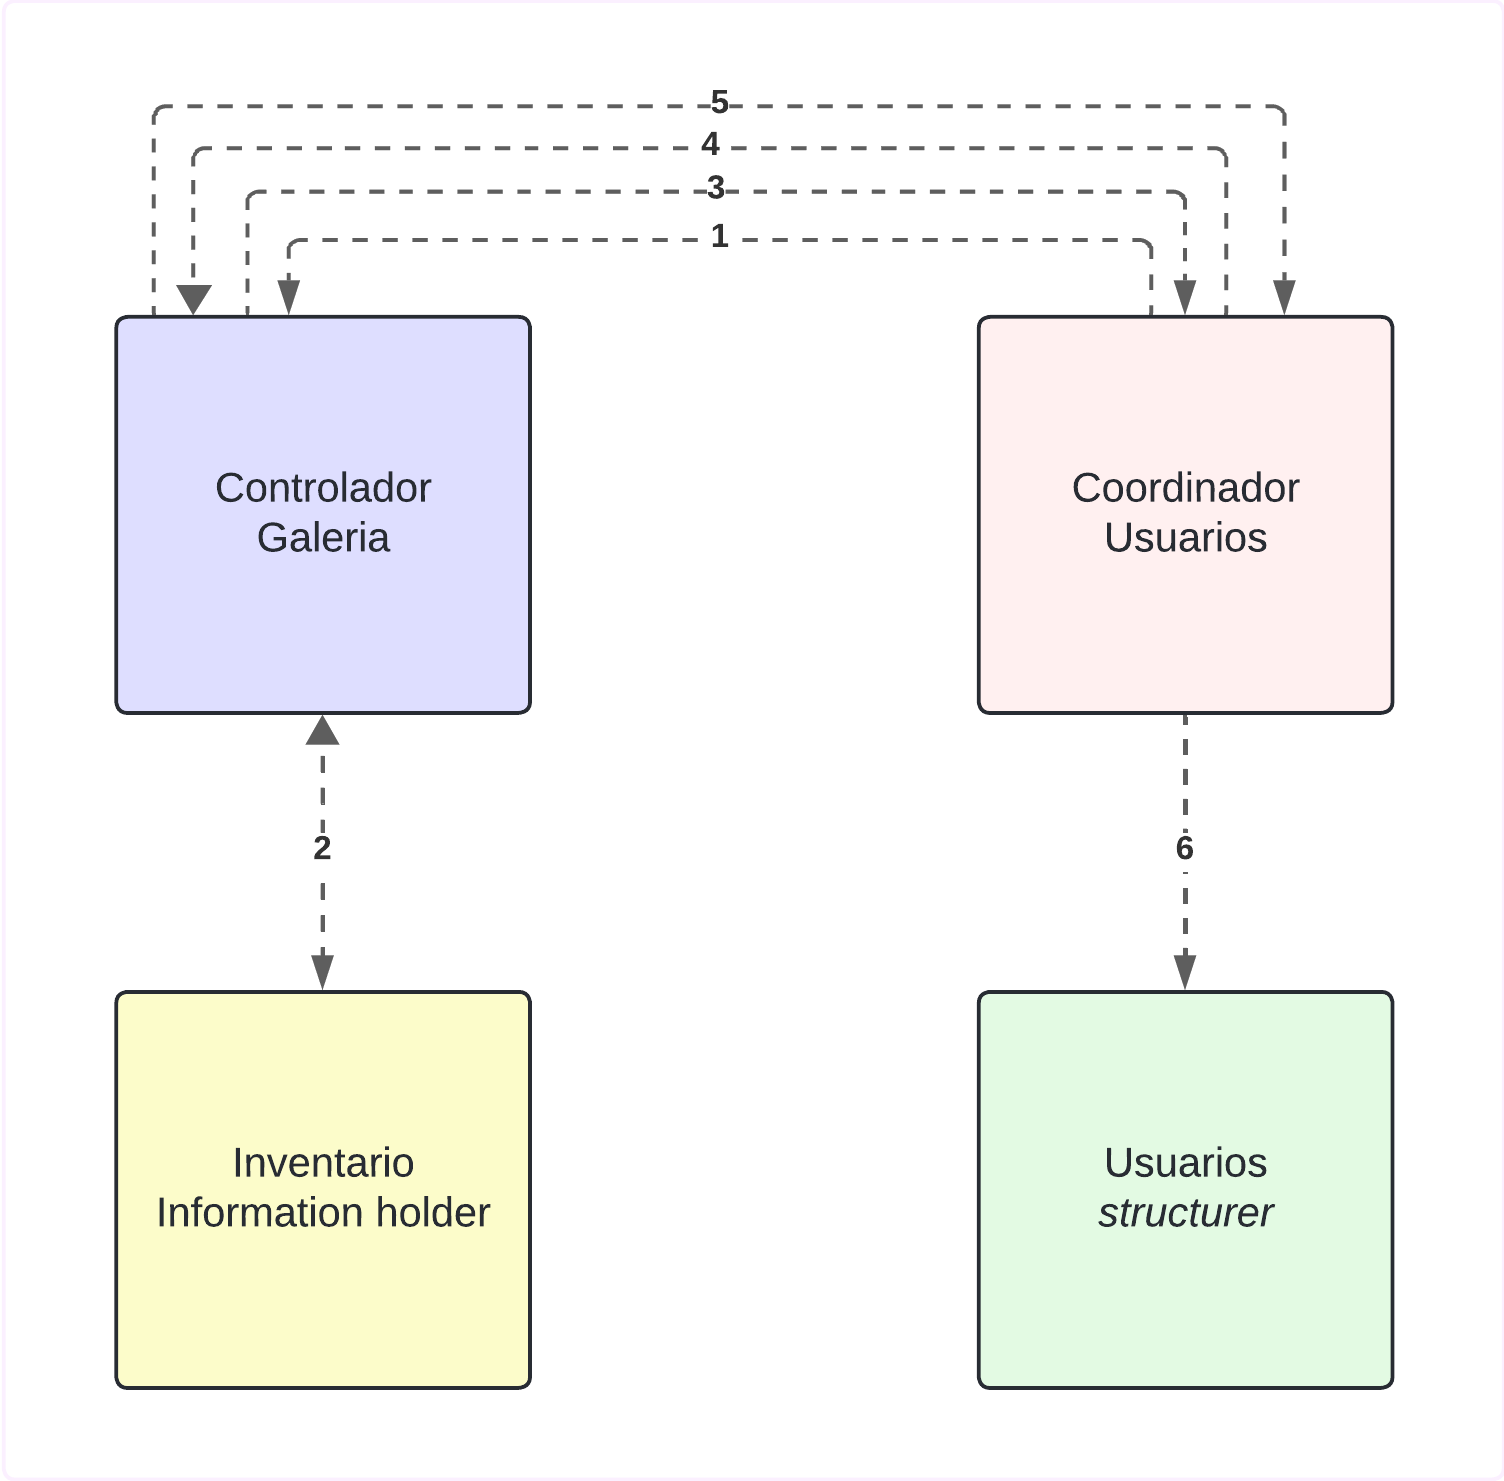 5
4
3
1
Controlador
Galeria
Coordinador
Usuarios
2
6
Inventario
Information holder
Usuarios
structurer